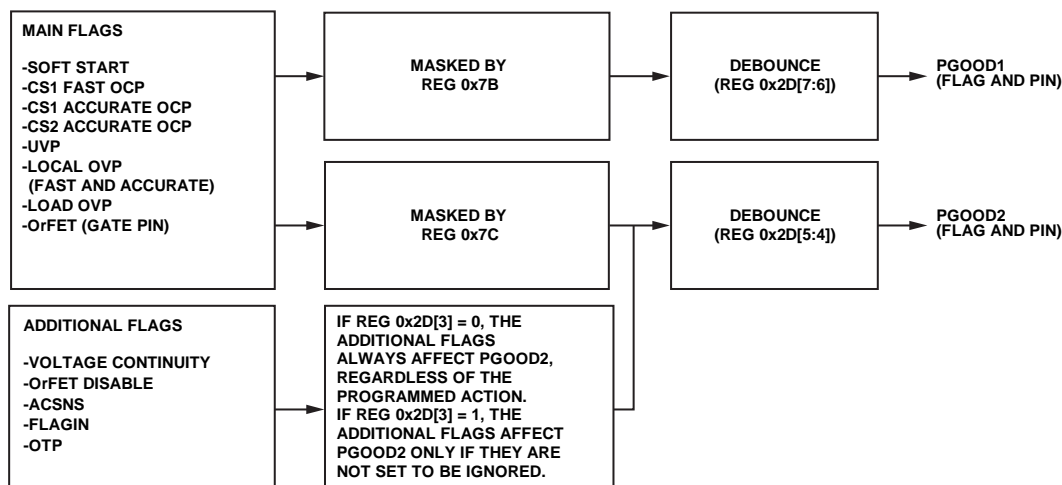 MAIN FLAGS
-SOFT START
-CS1 FAST OCP
-CS1 ACCURATE OCP
-CS2 ACCURATE OCP
-UVP
-LOCAL OVP
(FAST AND ACCURATE)
-LOAD OVP
-OrFET (GATE PIN)
MASKED BY
REG 0x7B
DEBOUNCE
(REG 0x2D[7:6])
PGOOD1
(FLAG AND PIN)
MASKED BY
REG 0x7C
DEBOUNCE
(REG 0x2D[5:4])
PGOOD2
(FLAG AND PIN)
ADDITIONAL FLAGS
-VOLTAGE CONTINUITY
-OrFET DISABLE
-ACSNS
-FLAGIN
-OTP
IF REG 0x2D[3] = 0, THE
ADDITIONAL FLAGS
ALWAYS AFFECT PGOOD2,
REGARDLESS OF THE
PROGRAMMED ACTION.
IF REG 0x2D[3] = 1, THE
ADDITIONAL FLAGS AFFECT
PGOOD2 ONLY IF THEY ARE
NOT SET TO BE IGNORED.